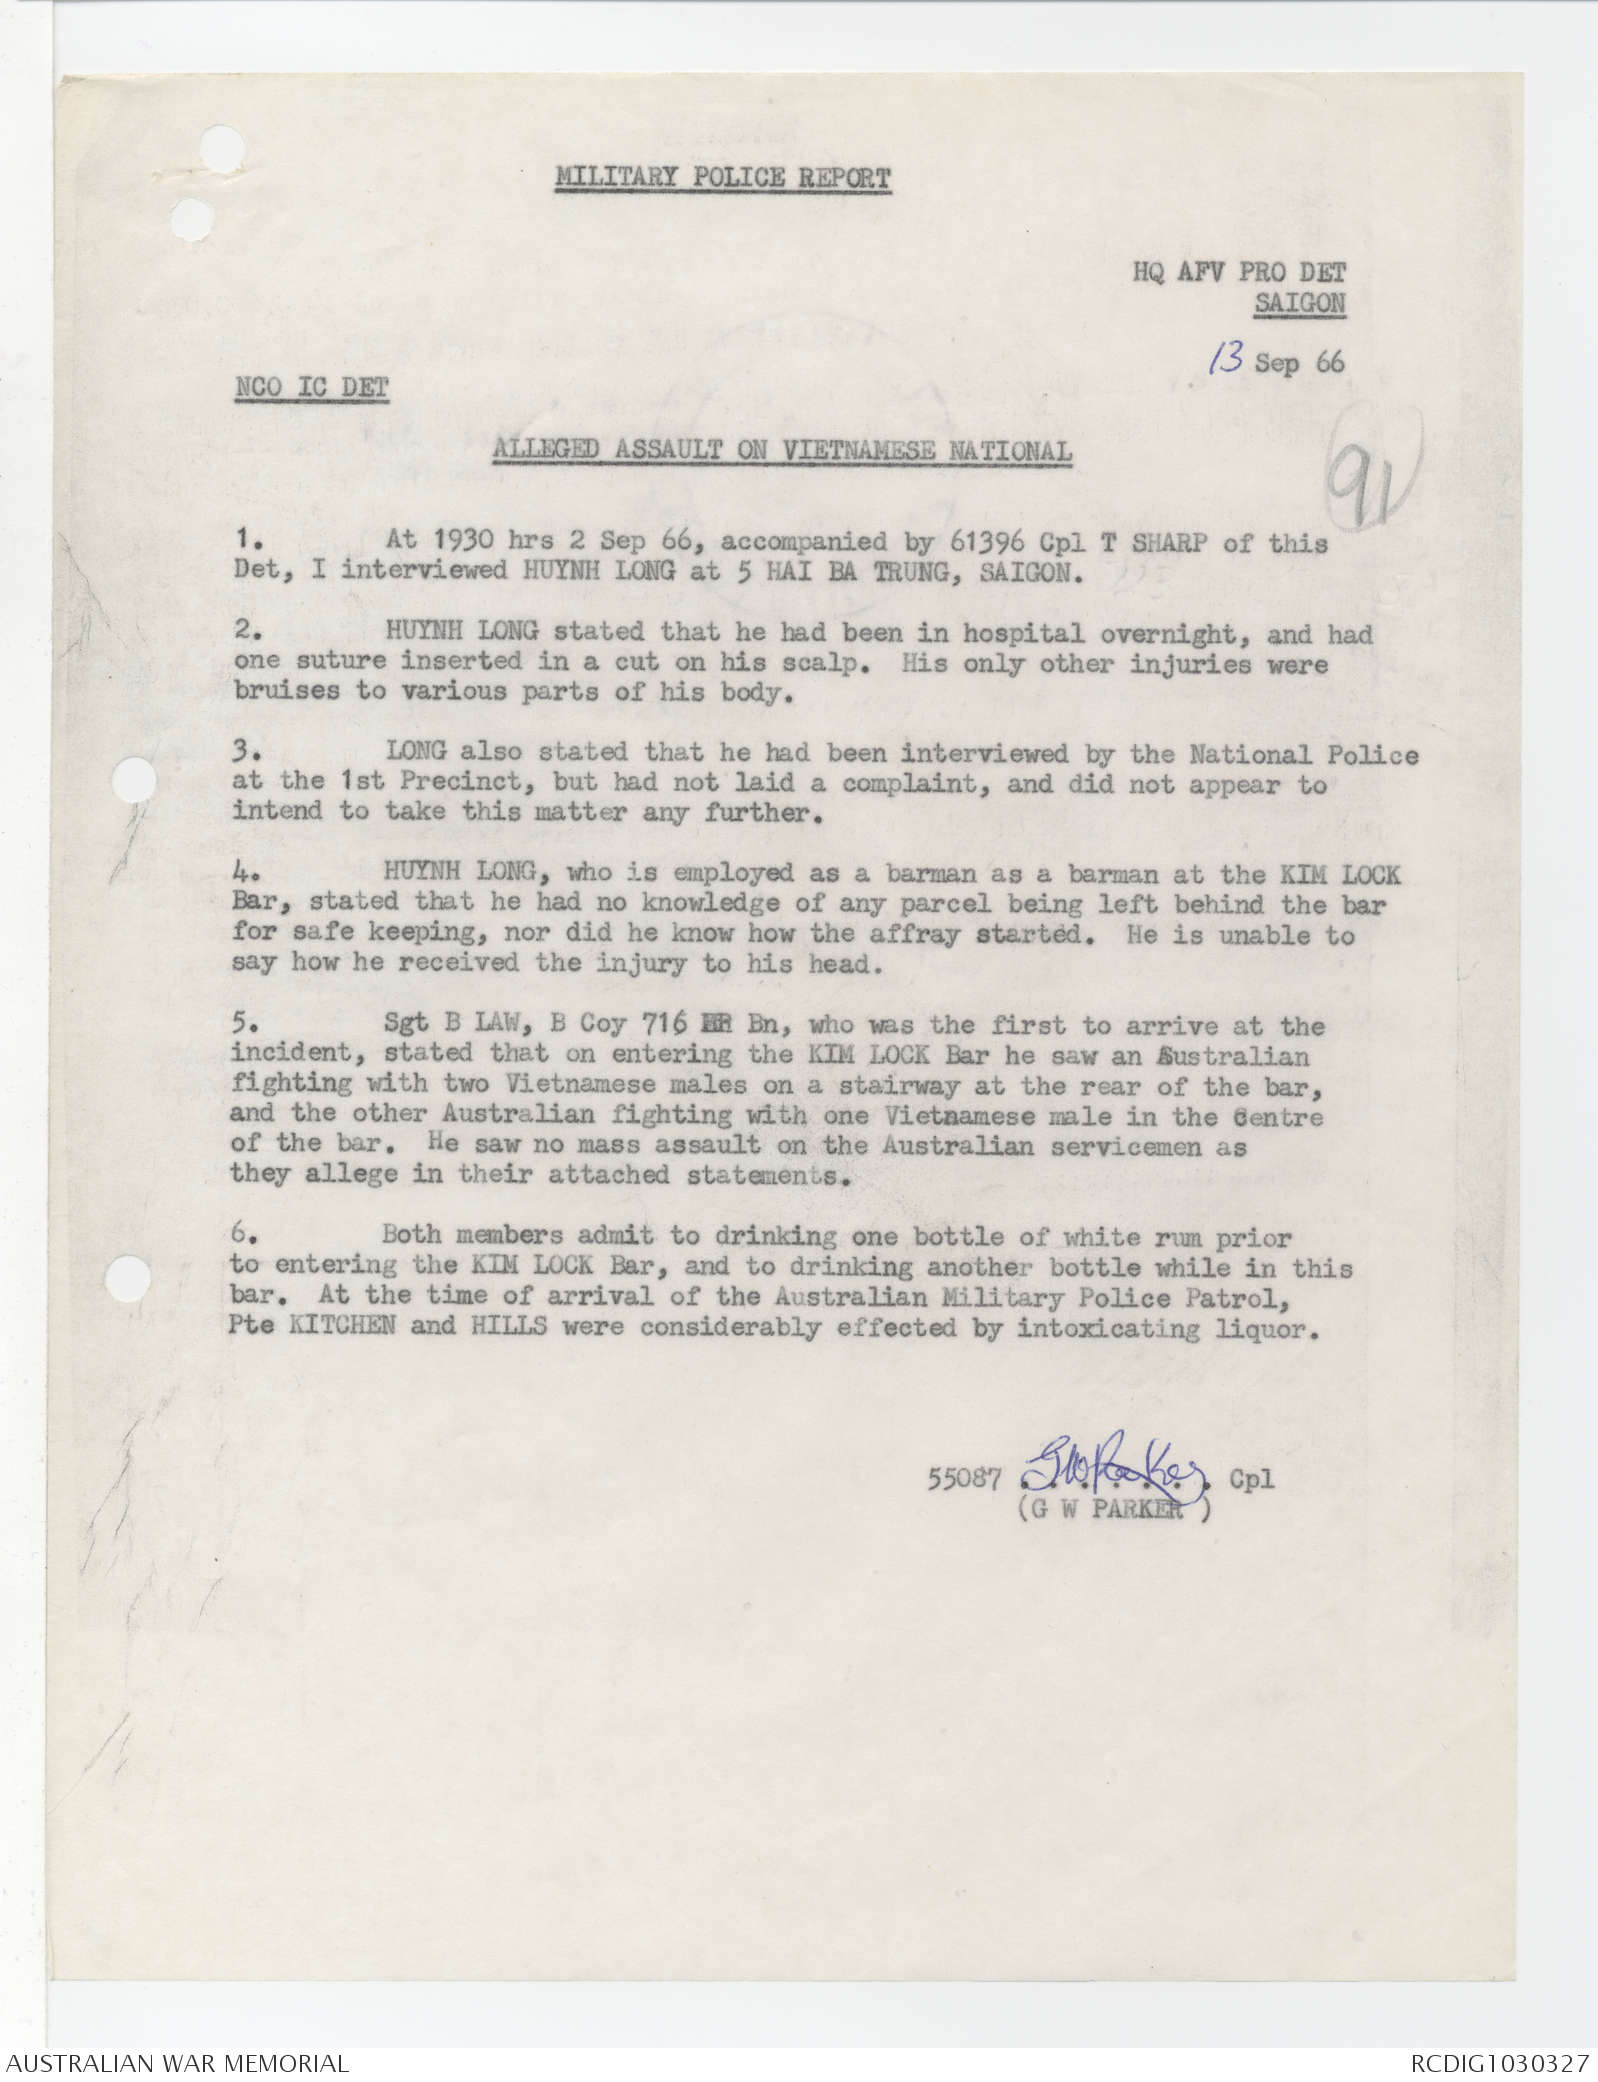 MILITARY POLICE REPORT
HQ AFV PRO DET
SAIGON
13 Sep 66
NCO IC DET
ALLEGED ASSAULT ON VIETNAMESE NATIONAL
91
1. At 1930 hrs 2 Sep 66, accompanied by 61396 Cpl T SHARP of this
Det, I interviewed HUYNH LONG at 5 HAI BA TRUNG, SAIGON.
2. HUYNH LONG stated that he had been in hospital overnight, and had
one suture inserted in a cut on his scalp. His only other injuries were
bruises to various parts of his body.
3. LONG also stated that he had been interviewed by the National Police
at the 1st Precinct, but had not laid a complaint, and did not appear to
intend to take this matter any further.
4. HUYNH LONG, who is employed as a barman as a barman at the KIM LOCK
Bar, stated that he had no knowledge of any parcel being left behind the bar
for safe keeping, nor did he know how the affray started. He is unable to
say how he received the injury to his head.
5. Sgt B LAW, B Coy 716 Bn, who was the first to arrive at the
incident, stated that on entering the KIM LOCK Bar he saw an Australian
fighting with two Vietnamese males on a stairway at the rear of the bar,
and the other Australian fighting with one Vietnamese male in the Centre
of the bar. He saw no mass assault on the Australian servicemen as
they allege in their attached statements.
6. Both members admit to drinking one bottle of white rum prior
to entering the KIM LOCK Bar, and to drinking another bottle while in this
bar. At the time of arrival of the Australian Military Police Patrol,
Pte KITCHEN and HILLS were considerably effected by intoxicating liquor.
55087 GWParker Cpl
(G W PARKER )
AUSTRALIAN WAR MEMORIAL
RCDIG1030327